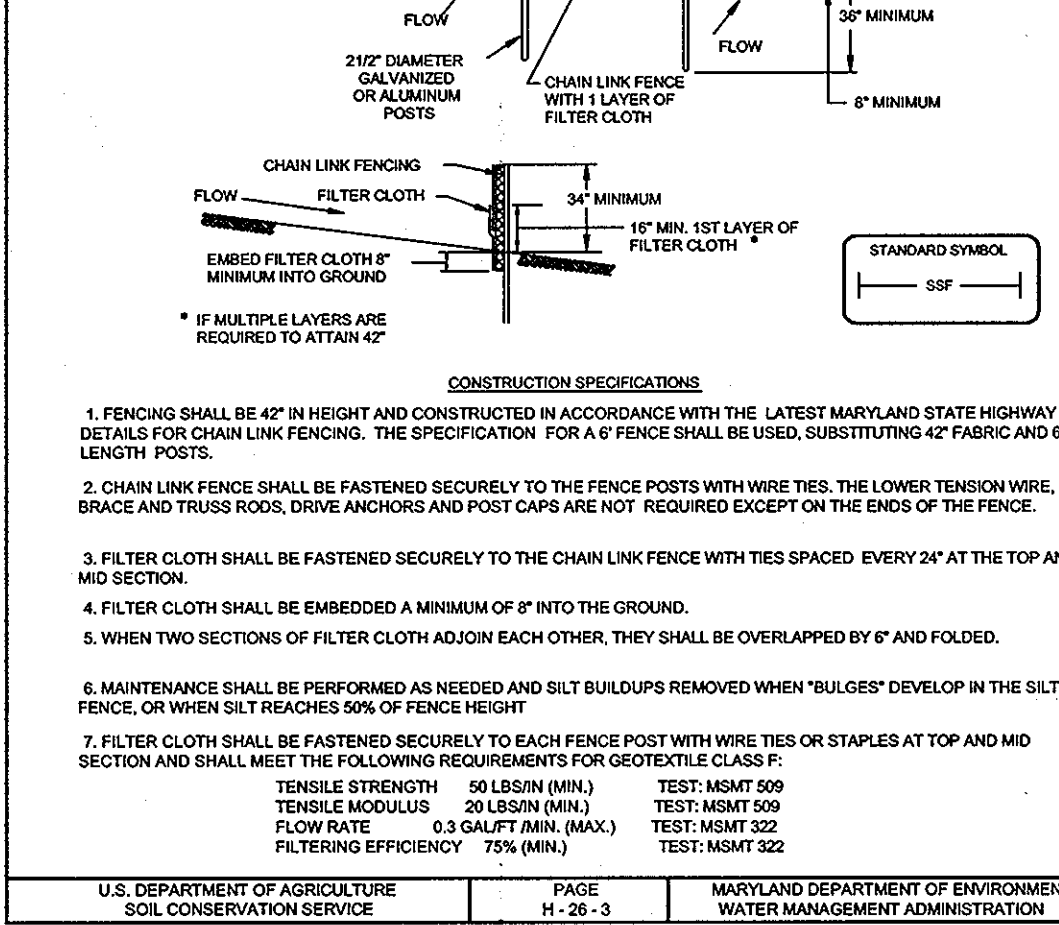 FLOW
36" MINIMUM
FLOW
21/2" DIAMETER
GALVANIZED
OR ALUMINUM
POSTS
CHAIN LINK FENCE
WITH 1 LAYER OF
FILTER CLOTH
8" MINIMUM
CHAIN LINK FENCING
FLOW
FILTER CLOTH
34" MINIMUM
16" MIN. 1ST LAYER OF
FILTER CLOTH *
EMBED FILTER CLOTH 8"
MINIMUM INTO GROUND
STANDARD SYMBOL
SSF
* IF MULTIPLE LAYERS ARE
REQUIRED TO ATTAIN 42"
CONSTRUCTION SPECIFICATIONS
1. FENCING SHALL BE 42" IN HEIGHT AND CONSTRUCTED IN ACCORDANCE WITH THE LATEST MARYLAND STATE HIGHWAY
DETAILS FOR CHAIN LINK FENCING. THE SPECIFICATION FOR A 6' FENCE SHALL BE USED, SUBSTITUTING 42" FABRIC AND 6
LENGTH POSTS.
2. CHAIN LINK FENCE SHALL BE FASTENED SECURELY TO THE FENCE POSTS WITH WIRE TIES. THE LOWER TENSION WIRE,
BRACE AND TRUSS RODS, DRIVE ANCHORS AND POST CAPS ARE NOT REQUIRED EXCEPT ON THE ENDS OF THE FENCE.
3. FILTER CLOTH SHALL BE FASTENED SECURELY TO THE CHAIN LINK FENCE WITH TIES SPACED EVERY 24" AT THE TOP AN
MID SECTION.
4. FILTER CLOTH SHALL BE EMBEDDED A MINIMUM OF 8" INTO THE GROUND.
5. WHEN TWO SECTIONS OF FILTER CLOTH ADJOIN EACH OTHER, THEY SHALL BE OVERLAPPED BY 6" AND FOLDED.
6. MAINTENANCE SHALL BE PERFORMED AS NEEDED AND SILT BUILDUPS REMOVED WHEN "BULGES" DEVELOP IN THE SILT
FENCE, OR WHEN SILT REACHES 50% OF FENCE HEIGHT
7. FILTER CLOTH SHALL BE FASTENED SECURELY TO EACH FENCE POST WITH WIRE TIES OR STAPLES AT TOP AND MID
SECTION AND SHALL MEET THE FOLLOWING REQUIREMENTS FOR GEOTEXTILE CLASS F:
TENSILE STRENGTH 50 LBS/IN (MIN.) TEST: MSMT 509
TENSILE MODULUS 20 LBS/IN (MIN.) TEST: MSMT 509
FLOW RATE 0.3 GAL/FT /MIN. (MAX.) TEST: MSMT 322
FILTERING EFFICIENCY 75% (MIN.) TEST: MSMT 322
U.S. DEPARTMENT OF AGRICULTURE
SOIL CONSERVATION SERVICE
PAGE
H - 26 - 3
MARYLAND DEPARTMENT OF ENVIRONMEN
WATER MANAGEMENT ADMINISTRATION